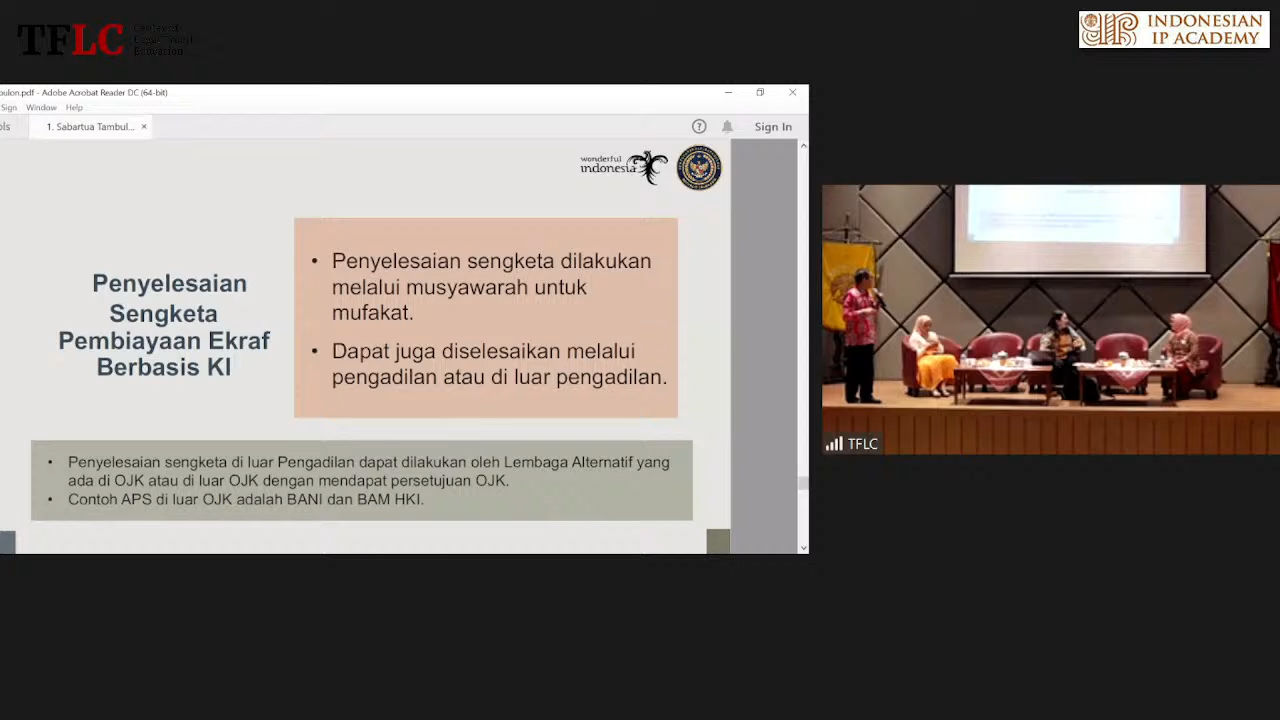 TFLC
INDONESIAN
IP ACADEMY
bulon.pdf - Adobe Acrobat Reader DC (64-bit)
Sign Window Help
1. Sabartua Tambul... ×
Sign In
wonderful
indonesia
Penyelesaian
Sengketa
Pembiayaan Ekraf
Berbasis KI
• Penyelesaian sengketa dilakukan
melalui musyawarah untuk
mufakat.
• Dapat juga diselesaikan melalui
pengadilan atau di luar pengadilan.
• Penyelesaian sengketa di luar Pengadilan dapat dilakukan oleh Lembaga Alternatif yang
ada di OJK atau di luar OJK dengan mendapat persetujuan OJK.
• Contoh APS di luar OJK adalah BANI dan BAM HKI.
TFLC